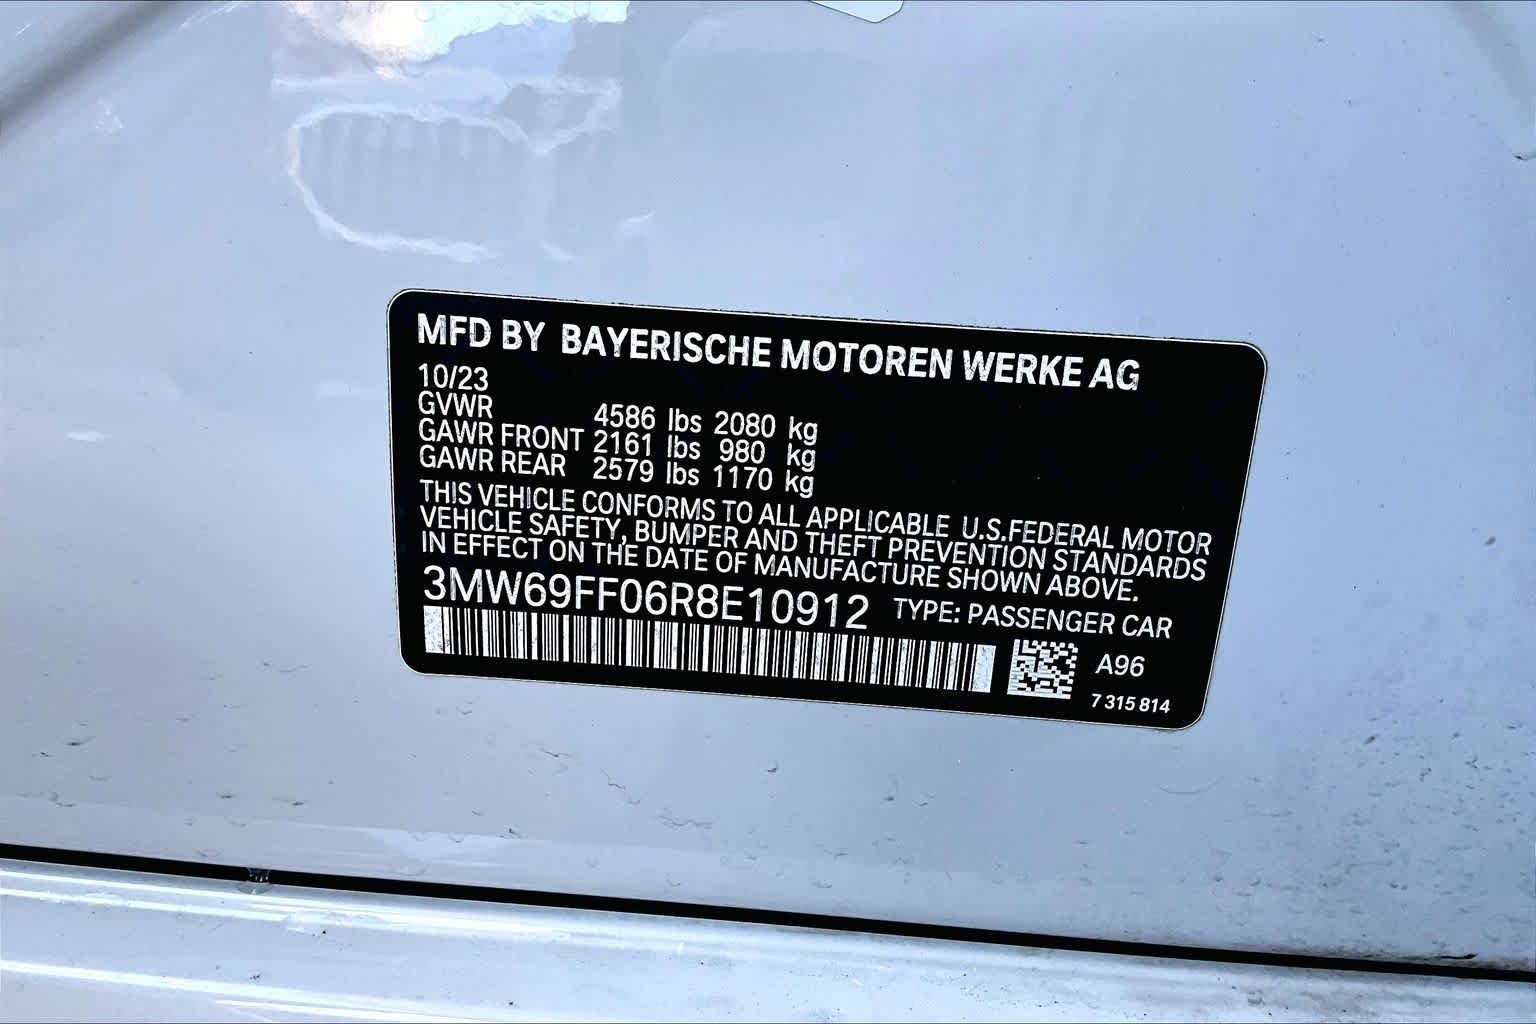 MFD BY BAYERISCHE MOTOREN WERKE AG
10/23
GVWR 4586 lbs 2080 kg
GAWR FRONT 2161 lbs 980 kg
GAWR REAR 2579 lbs 1170 kg
THIS VEHICLE CONFORMS TO ALL APPLICABLE U.S.FEDERAL MOTOR
VEHICLE SAFETY, BUMPER AND THEFT PREVENTION STANDARDS
IN EFFECT ON THE DATE OF MANUFACTURE SHOWN ABOVE.
3MW69FF06R8E10912 TYPE: PASSENGER CAR
A96
7 315 814